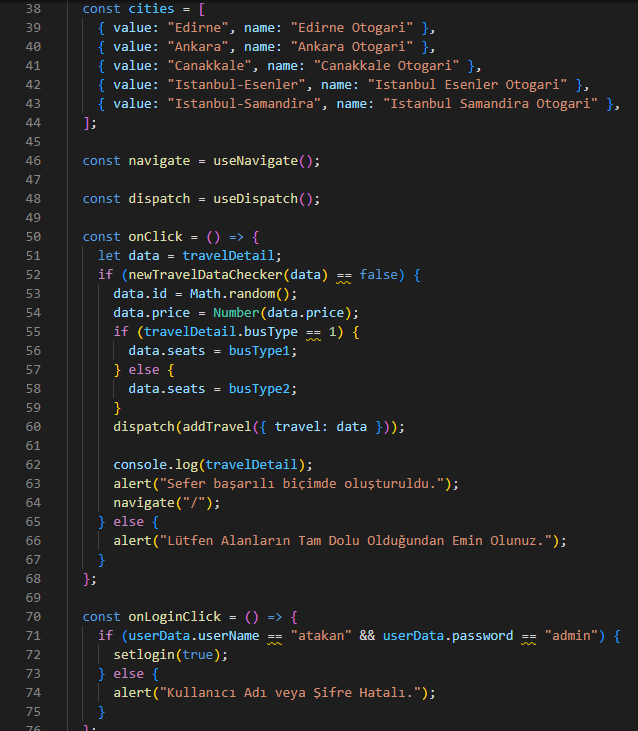 38 const cities = [
39 { value: "Edirne", name: "Edirne Otogari" },
40 { value: "Ankara", name: "Ankara Otogari" },
41 { value: "Canakkale", name: "Canakkale Otogari" },
42 { value: "Istanbul-Esenler", name: "Istanbul Esenler Otogari" },
43 { value: "Istanbul-Samandira", name: "Istanbul Samandira Otogari" },
44 ];
45
46 const navigate = useNavigate();
47
48 const dispatch = useDispatch();
49
50 const onClick = () => {
51 let data = travelDetail;
52 if (newTravelDataChecker(data) == false) {
53 data.id = Math.random();
54 data.price = Number(data.price);
55 if (travelDetail.busType == 1) {
56 data.seats = busType1;
57 } else {
58 data.seats = busType2;
59 }
60 dispatch(addTravel({ travel: data }));
61
62 console.log(travelDetail);
63 alert("Sefer başarılı biçimde oluşturuldu.");
64 navigate("/");
65 } else {
66 alert("Lütfen Alanların Tam Dolu Olduğundan Emin Olunuz.");
67 }
68 };
69
70 const onLoginClick = () => {
71 if (userData.userName == "atakan" && userData.password == "admin") {
72 setlogin(true);
73 } else {
74 alert("Kullanıcı Adı veya Şifre Hatalı.");
75 }
76 };